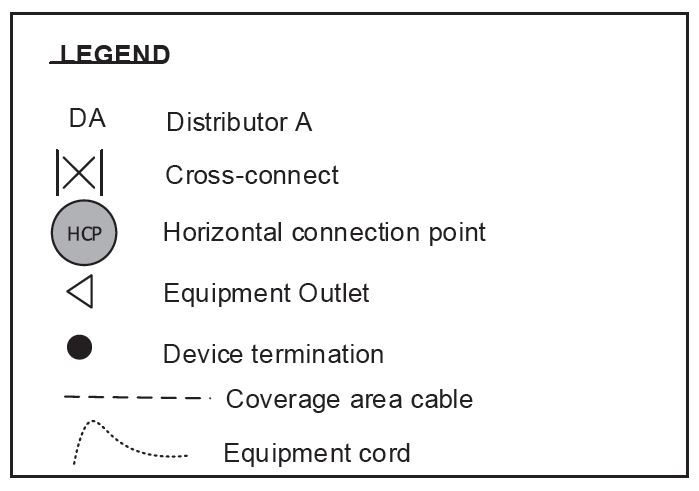 LEGEND
DA Distributor A
Cross-connect
HCP Horizontal connection point
Equipment Outlet
Device termination
Coverage area cable
Equipment cord